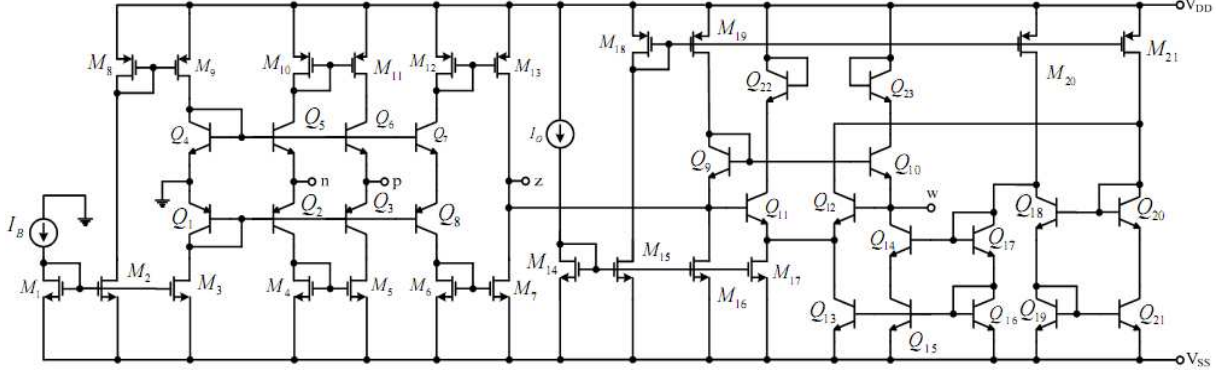 V_DD
M_8 M_9 M_10 M_11 M_12 M_13 M_18 M_19 M_20 M_21
Q_4 Q_5 Q_6 Q_7 I_O Q_22 Q_23
Q_9 Q_10
n p z w
Q_1 Q_2 Q_3 Q_8 Q_11 Q_12 Q_14 Q_17 Q_18 Q_20
I_B
M_1 M_2 M_3 M_4 M_5 M_6 M_7 M_14 M_15 M_16 M_17
Q_13 Q_15 Q_16 Q_19 Q_21
V_SS